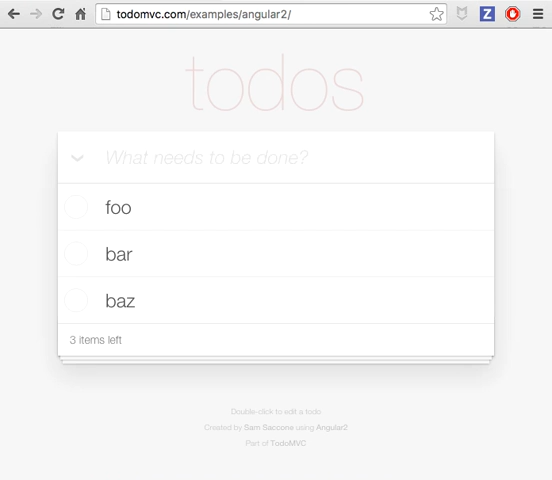 todomvc.com/examples/angular2/
Z
todos
What needs to be done?
foo
bar
baz
3 items left
Double-click to edit a todo
Created by Sam Saccone using Angular2
Part of TodoMVC